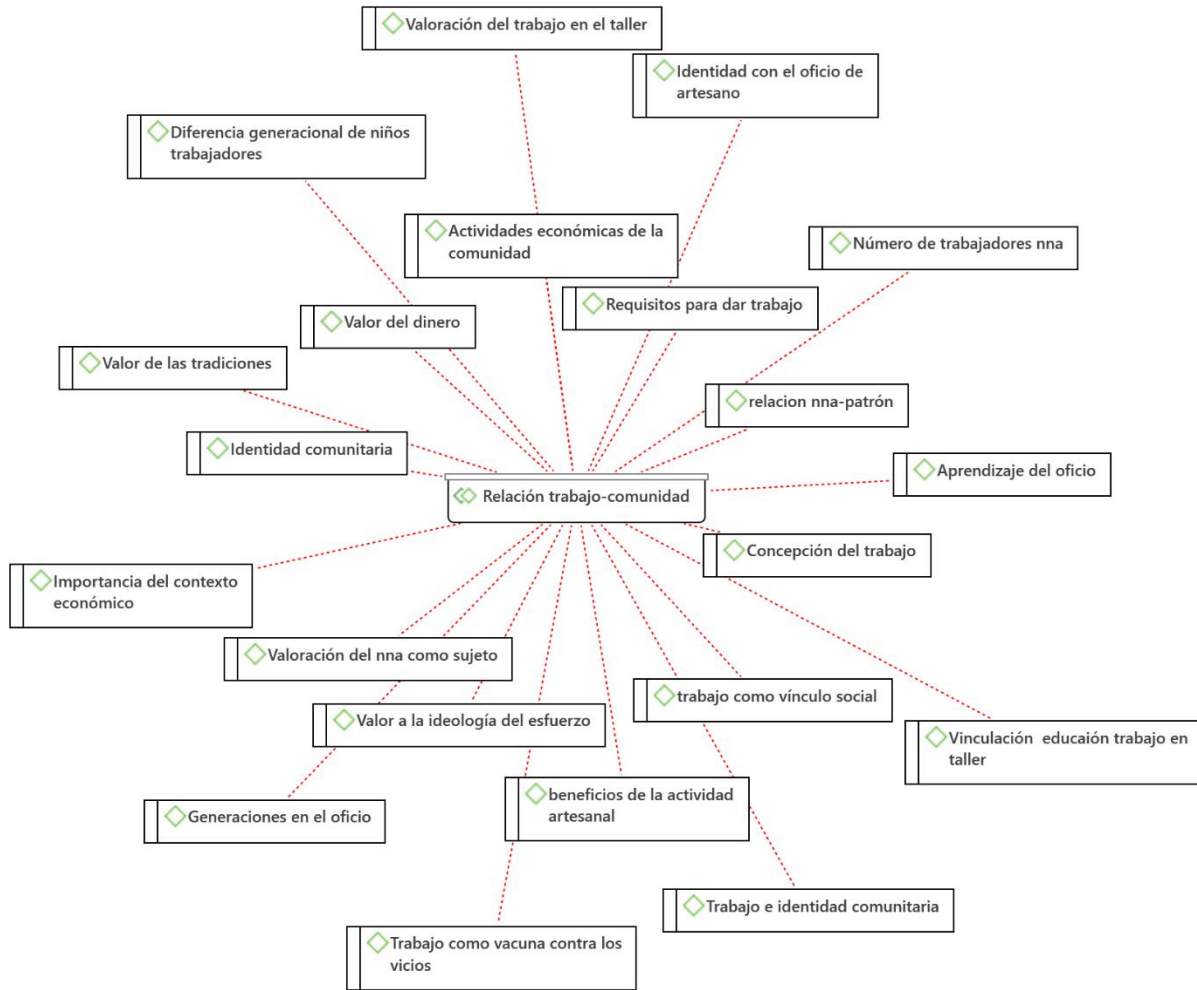 Valoración del trabajo en el taller
Identidad con el oficio de
artesano
Diferencia generacional de niños
trabajadores
Actividades económicas de la
comunidad
Número de trabajadores nna
Requisitos para dar trabajo
Valor del dinero
Valor de las tradiciones
relacion nna-patrón
Identidad comunitaria
Aprendizaje del oficio
Relación trabajo-comunidad
Concepción del trabajo
Importancia del contexto
económico
Valoración del nna como sujeto
trabajo como vínculo social
Valor a la ideología del esfuerzo
Vinculación educaión trabajo en
taller
beneficios de la actividad
artesanal
Generaciones en el oficio
Trabajo e identidad comunitaria
Trabajo como vacuna contra los
vicios